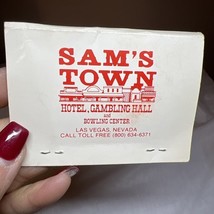 SAM'S
TOWN
HOTEL, GAMBLING HALL
and
BOWLING CENTER
LAS VEGAS, NEVADA
CALL TOLL FREE (800) 634-6371